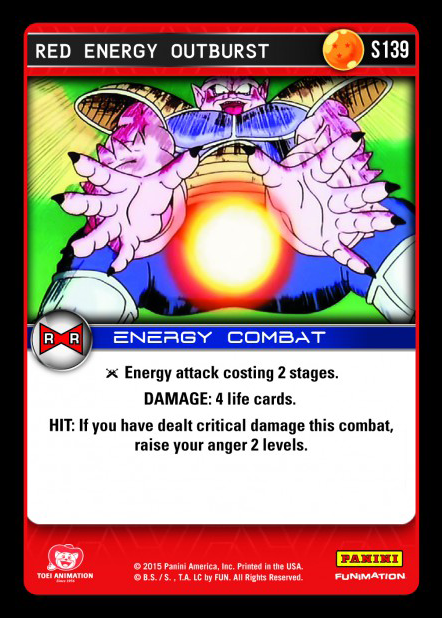 RED ENERGY OUTBURST S139
R R ENERGY COMBAT
Energy attack costing 2 stages.
DAMAGE: 4 life cards.
HIT: If you have dealt critical damage this combat,
raise your anger 2 levels.
© 2015 Panini America, Inc. Printed in the USA.
© B.S./ S. , T.A. LC by FUN. All Rights Reserved.
TOEI ANIMATION
Since 1956
PANINI
FUNIMATION